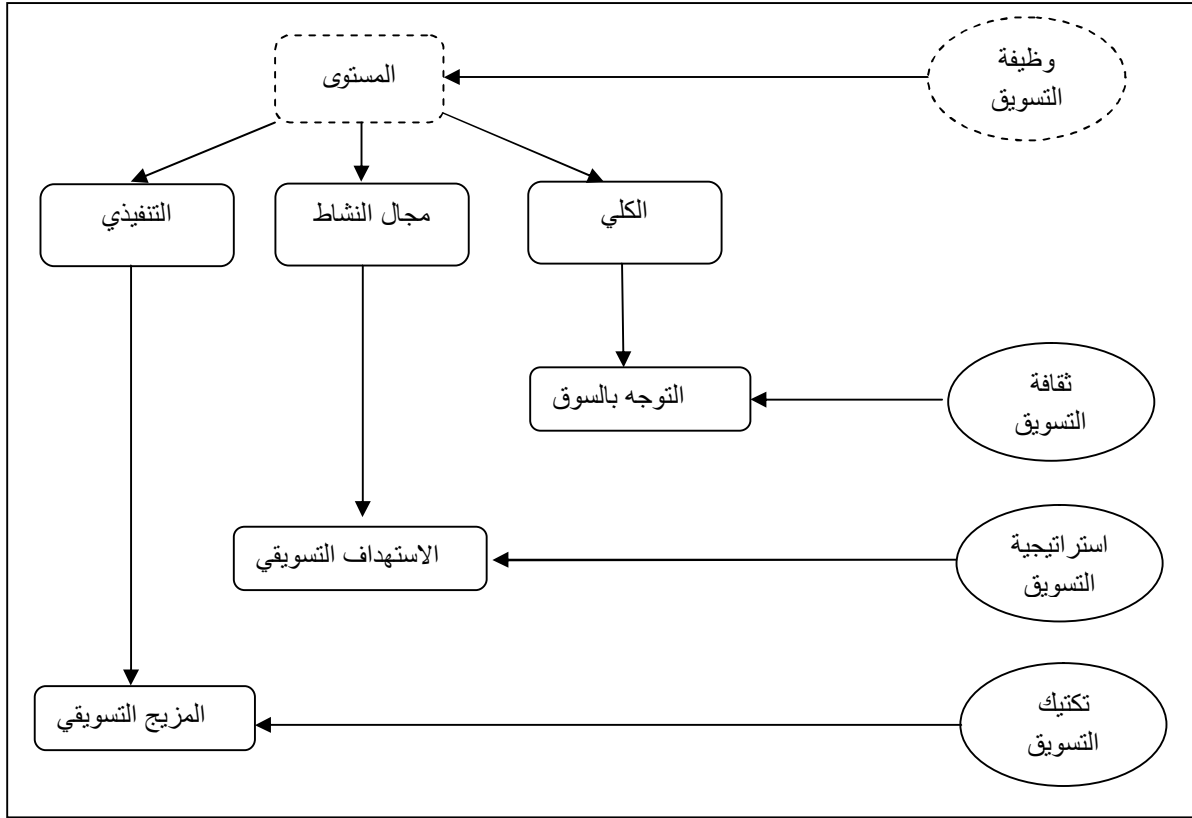 وظيفة
التسويق
المستوى
الكلي
مجال النشاط
التنفيذي
ثقافة
التسويق
التوجه بالسوق
استراتيجية
التسويق
الاستهداف التسويقي
تكتيك
التسويق
المزيج التسويقي